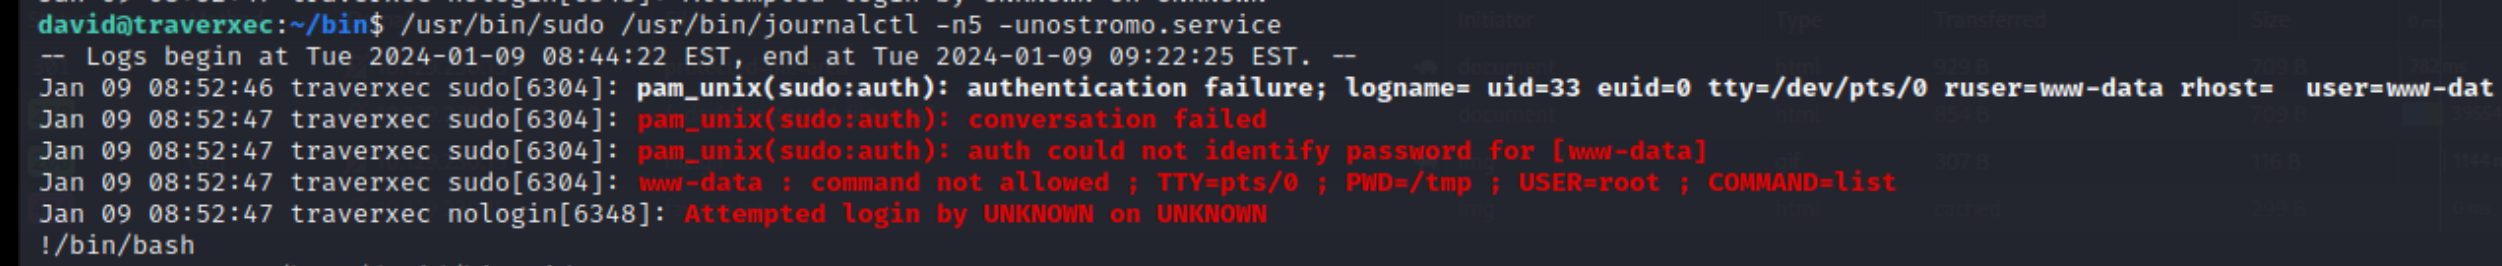 david@traverxec:~/bin$ /usr/bin/sudo /usr/bin/journalctl -n5 -unostromo.service
-- Logs begin at Tue 2024-01-09 08:44:22 EST, end at Tue 2024-01-09 09:22:25 EST. --
Jan 09 08:52:46 traverxec sudo[6304]: pam_unix(sudo:auth): authentication failure; logname= uid=33 euid=0 tty=/dev/pts/0 ruser=www-data rhost=  user=www-dat
Jan 09 08:52:47 traverxec sudo[6304]: pam_unix(sudo:auth): conversation failed
Jan 09 08:52:47 traverxec sudo[6304]: pam_unix(sudo:auth): auth could not identify password for [www-data]
Jan 09 08:52:47 traverxec sudo[6304]: www-data : command not allowed ; TTY=pts/0 ; PWD=/tmp ; USER=root ; COMMAND=list
Jan 09 08:52:47 traverxec nologin[6348]: Attempted login by UNKNOWN on UNKNOWN
!/bin/bash